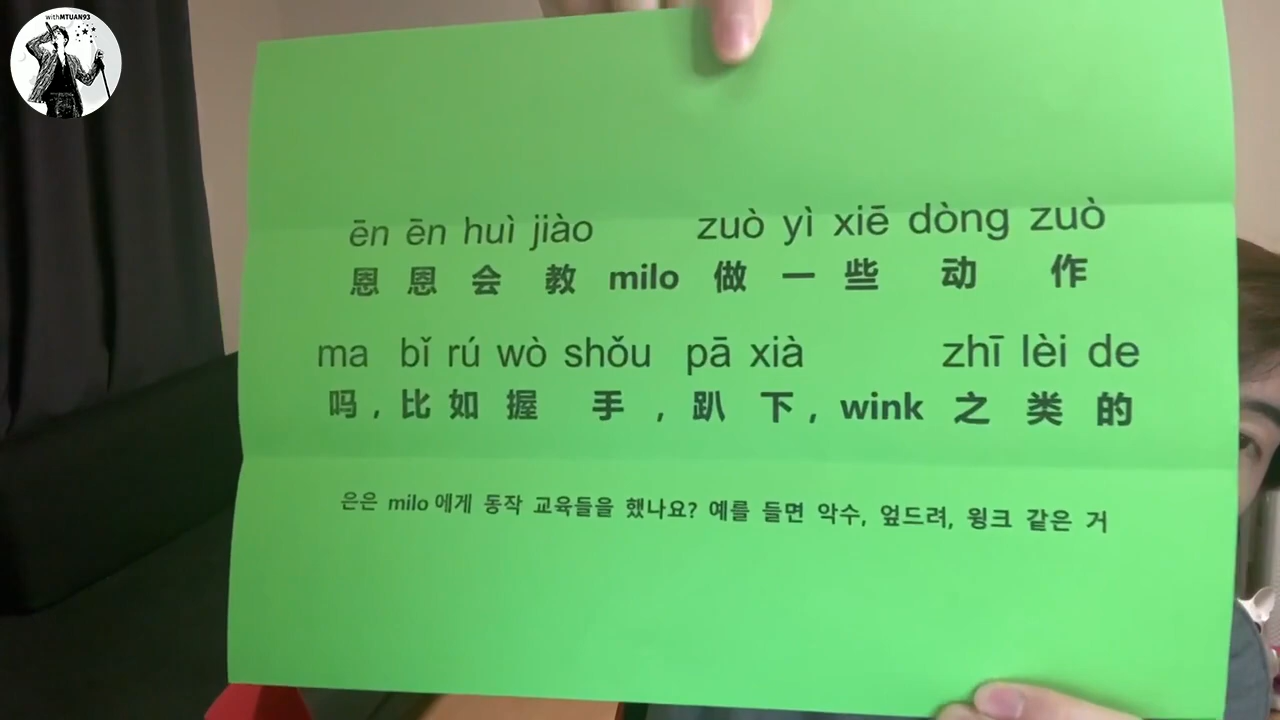 withMTUAN93
ēn ēn huì jiào zuò yì xiē dòng zuò
恩恩会教 milo 做一些动作
ma bǐ rú wò shǒu pā xià zhī lèi de
吗,比如握手,趴下,wink之类的
은은 milo에게 동작 교육들을 했나요? 예를 들면 악수, 엎드려, 윙크 같은 거